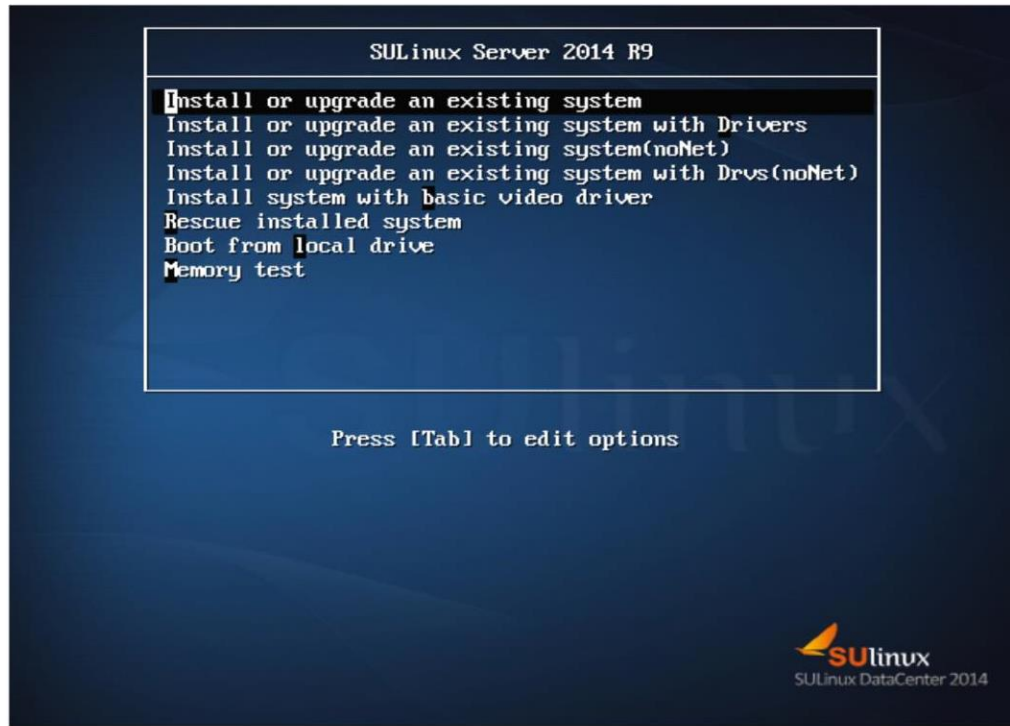 SULinux Server 2014 R9
Install or upgrade an existing system
Install or upgrade an existing system with Drivers
Install or upgrade an existing system(noNet)
Install or upgrade an existing system with Drvs(noNet)
Install system with basic video driver
Rescue installed system
Boot from local drive
Memory test
SUlinux
Press [Tab] to edit options
SUlinux
SULinux DataCenter 2014